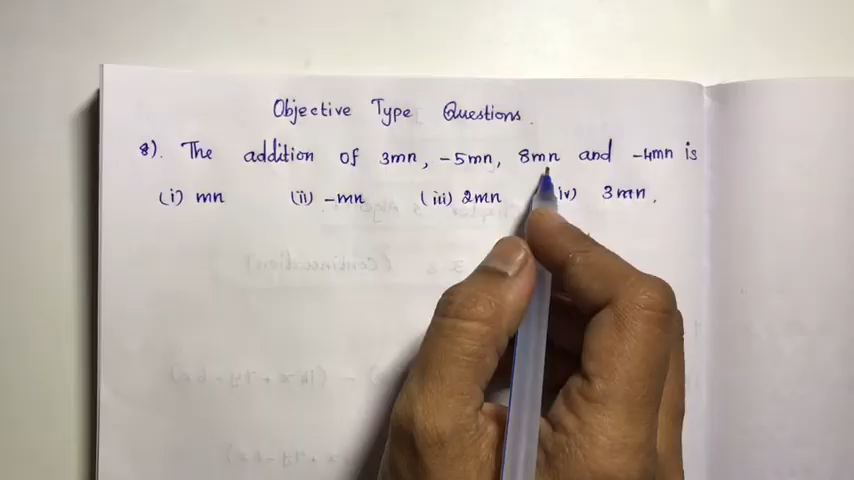 Objective Type Questions.
8). The addition of 3mn, -5mn, 8mn and -4mn is
(i) mn (ii) -mn (iii) 2mn iv) 3mn.